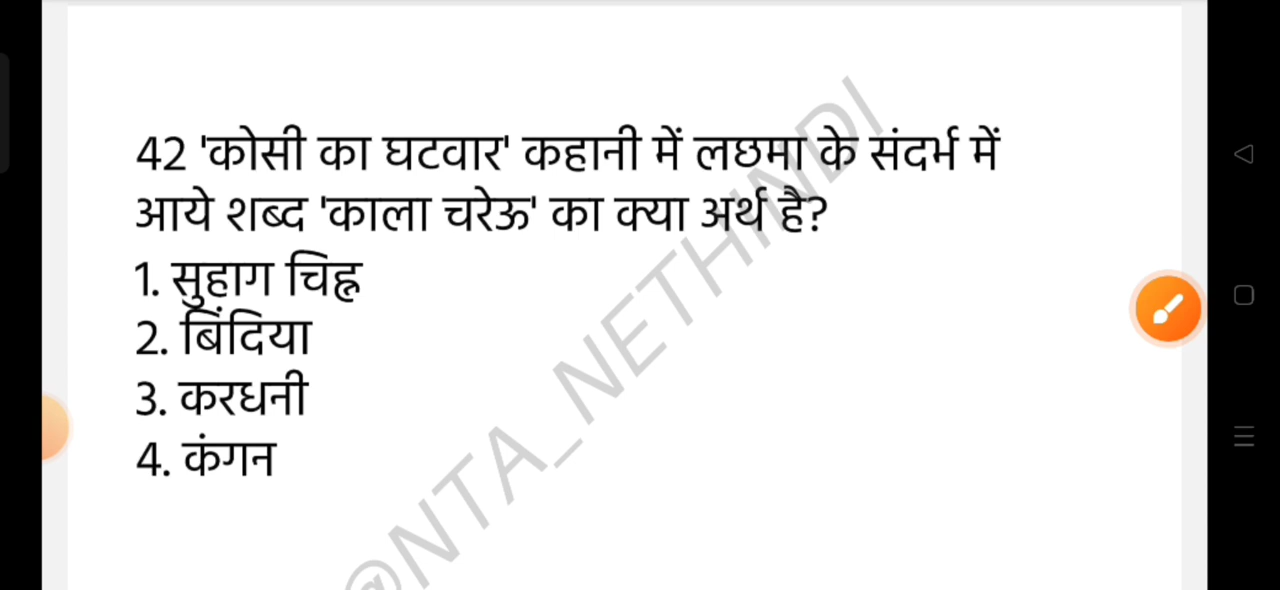 42 'कोसी का घटवार' कहानी में लछमा के संदर्भ में
आये शब्द 'काला चरेऊ' का क्या अर्थ है?
1. सुहाग चिह्न
2. बिंदिया
3. करधनी
4. कंगन
@NTA_NETHINDI